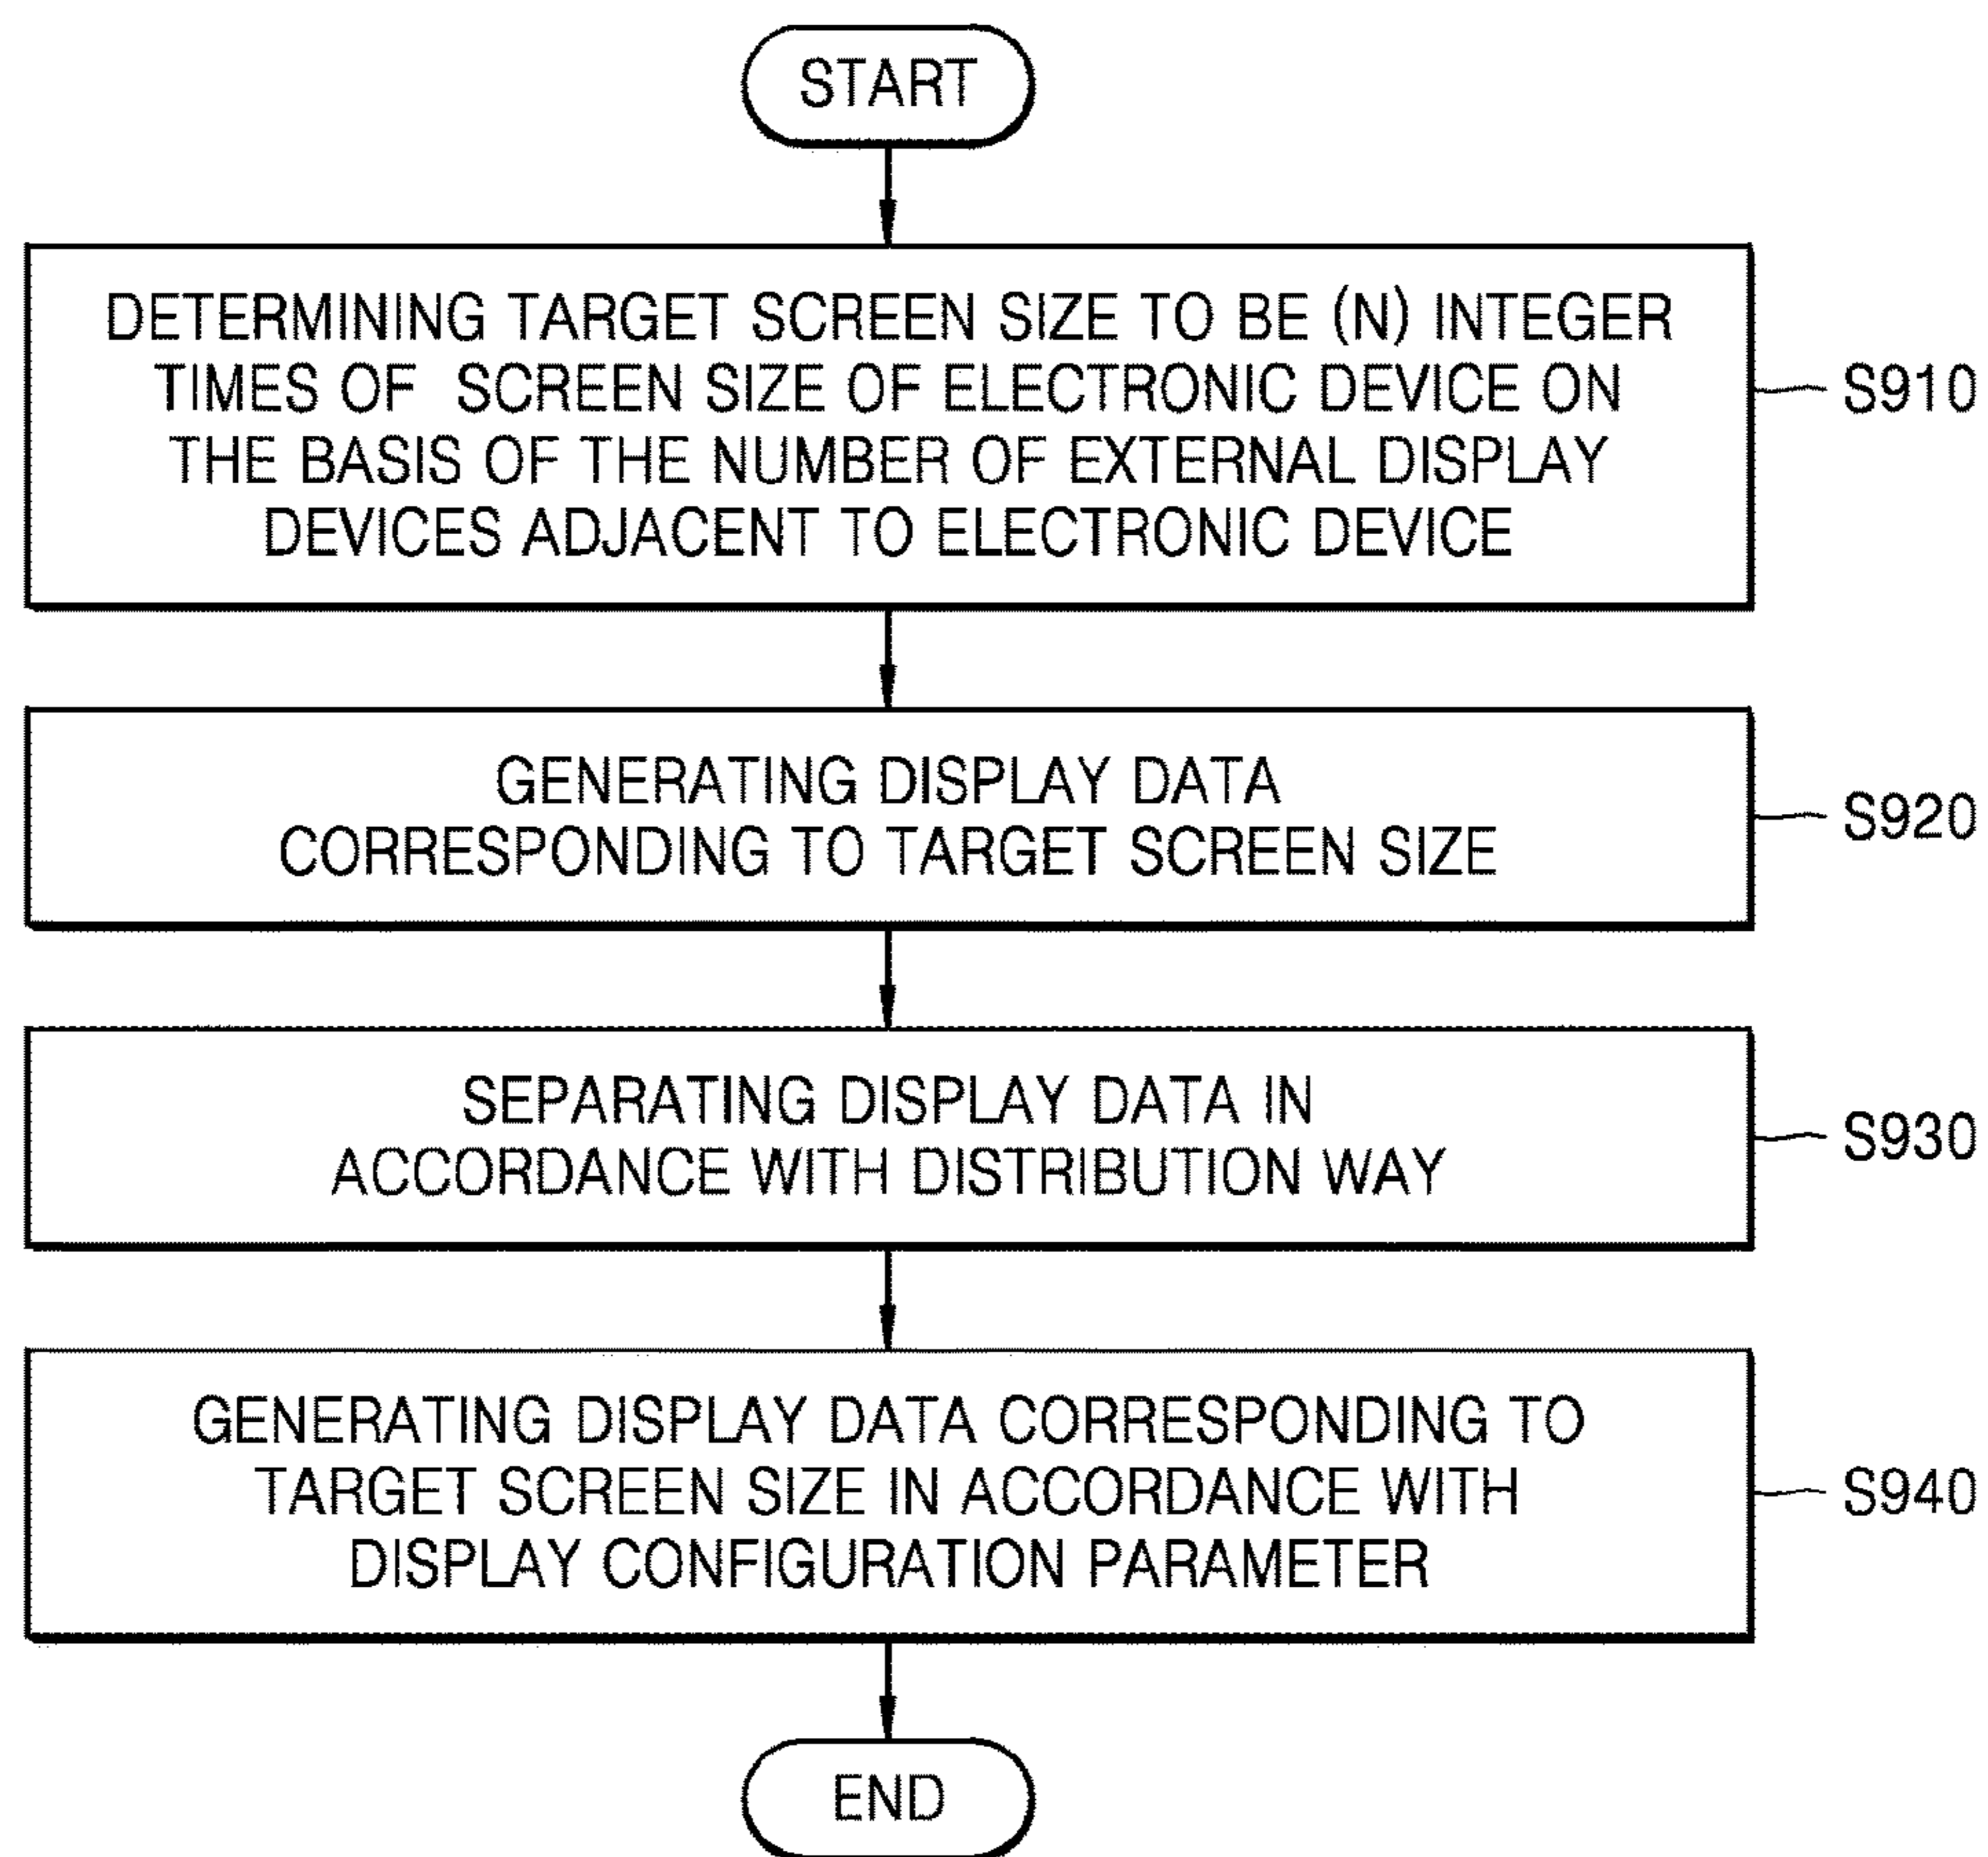 START
DETERMINING TARGET SCREEN SIZE TO BE (N) INTEGER
TIMES OF SCREEN SIZE OF ELECTRONIC DEVICE ON
THE BASIS OF THE NUMBER OF EXTERNAL DISPLAY
DEVICES ADJACENT TO ELECTRONIC DEVICE
S910
GENERATING DISPLAY DATA
CORRESPONDING TO TARGET SCREEN SIZE
S920
SEPARATING DISPLAY DATA IN
ACCORDANCE WITH DISTRIBUTION WAY
S930
GENERATING DISPLAY DATA CORRESPONDING TO
TARGET SCREEN SIZE IN ACCORDANCE WITH
DISPLAY CONFIGURATION PARAMETER
S940
END